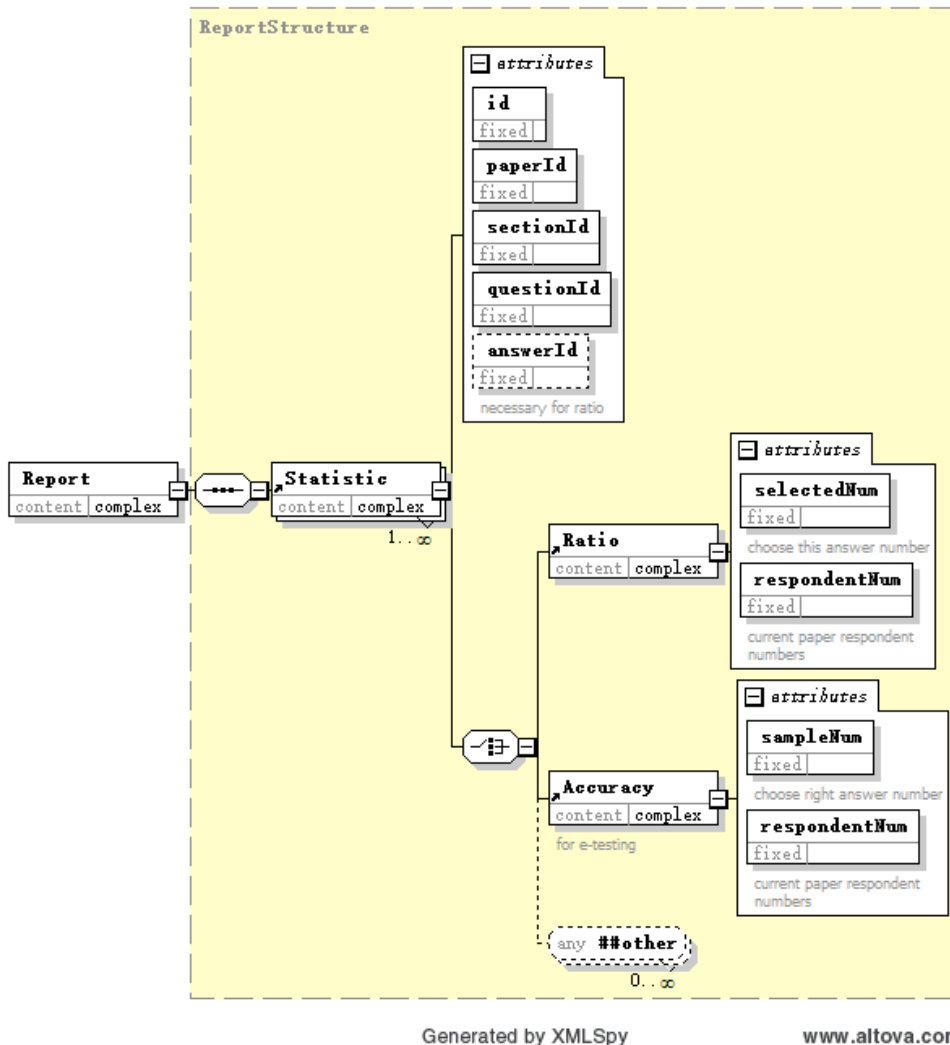 ReportStructure
attributes
id
fixed
paperId
fixed
sectionId
fixed
questionId
fixed
answerId
fixed
necessary for ratio
Report
content complex
Statistic
content complex
1..∞
attributes
selectedNum
fixed
choose this answer number
respondentNum
fixed
current paper respondent
numbers
Ratio
content complex
attributes
sampleNum
fixed
choose right answer number
respondentNum
fixed
current paper respondent
numbers
Accuracy
content complex
for e-testing
any ##other
0..∞
Generated by XMLSpy
www.altova.com